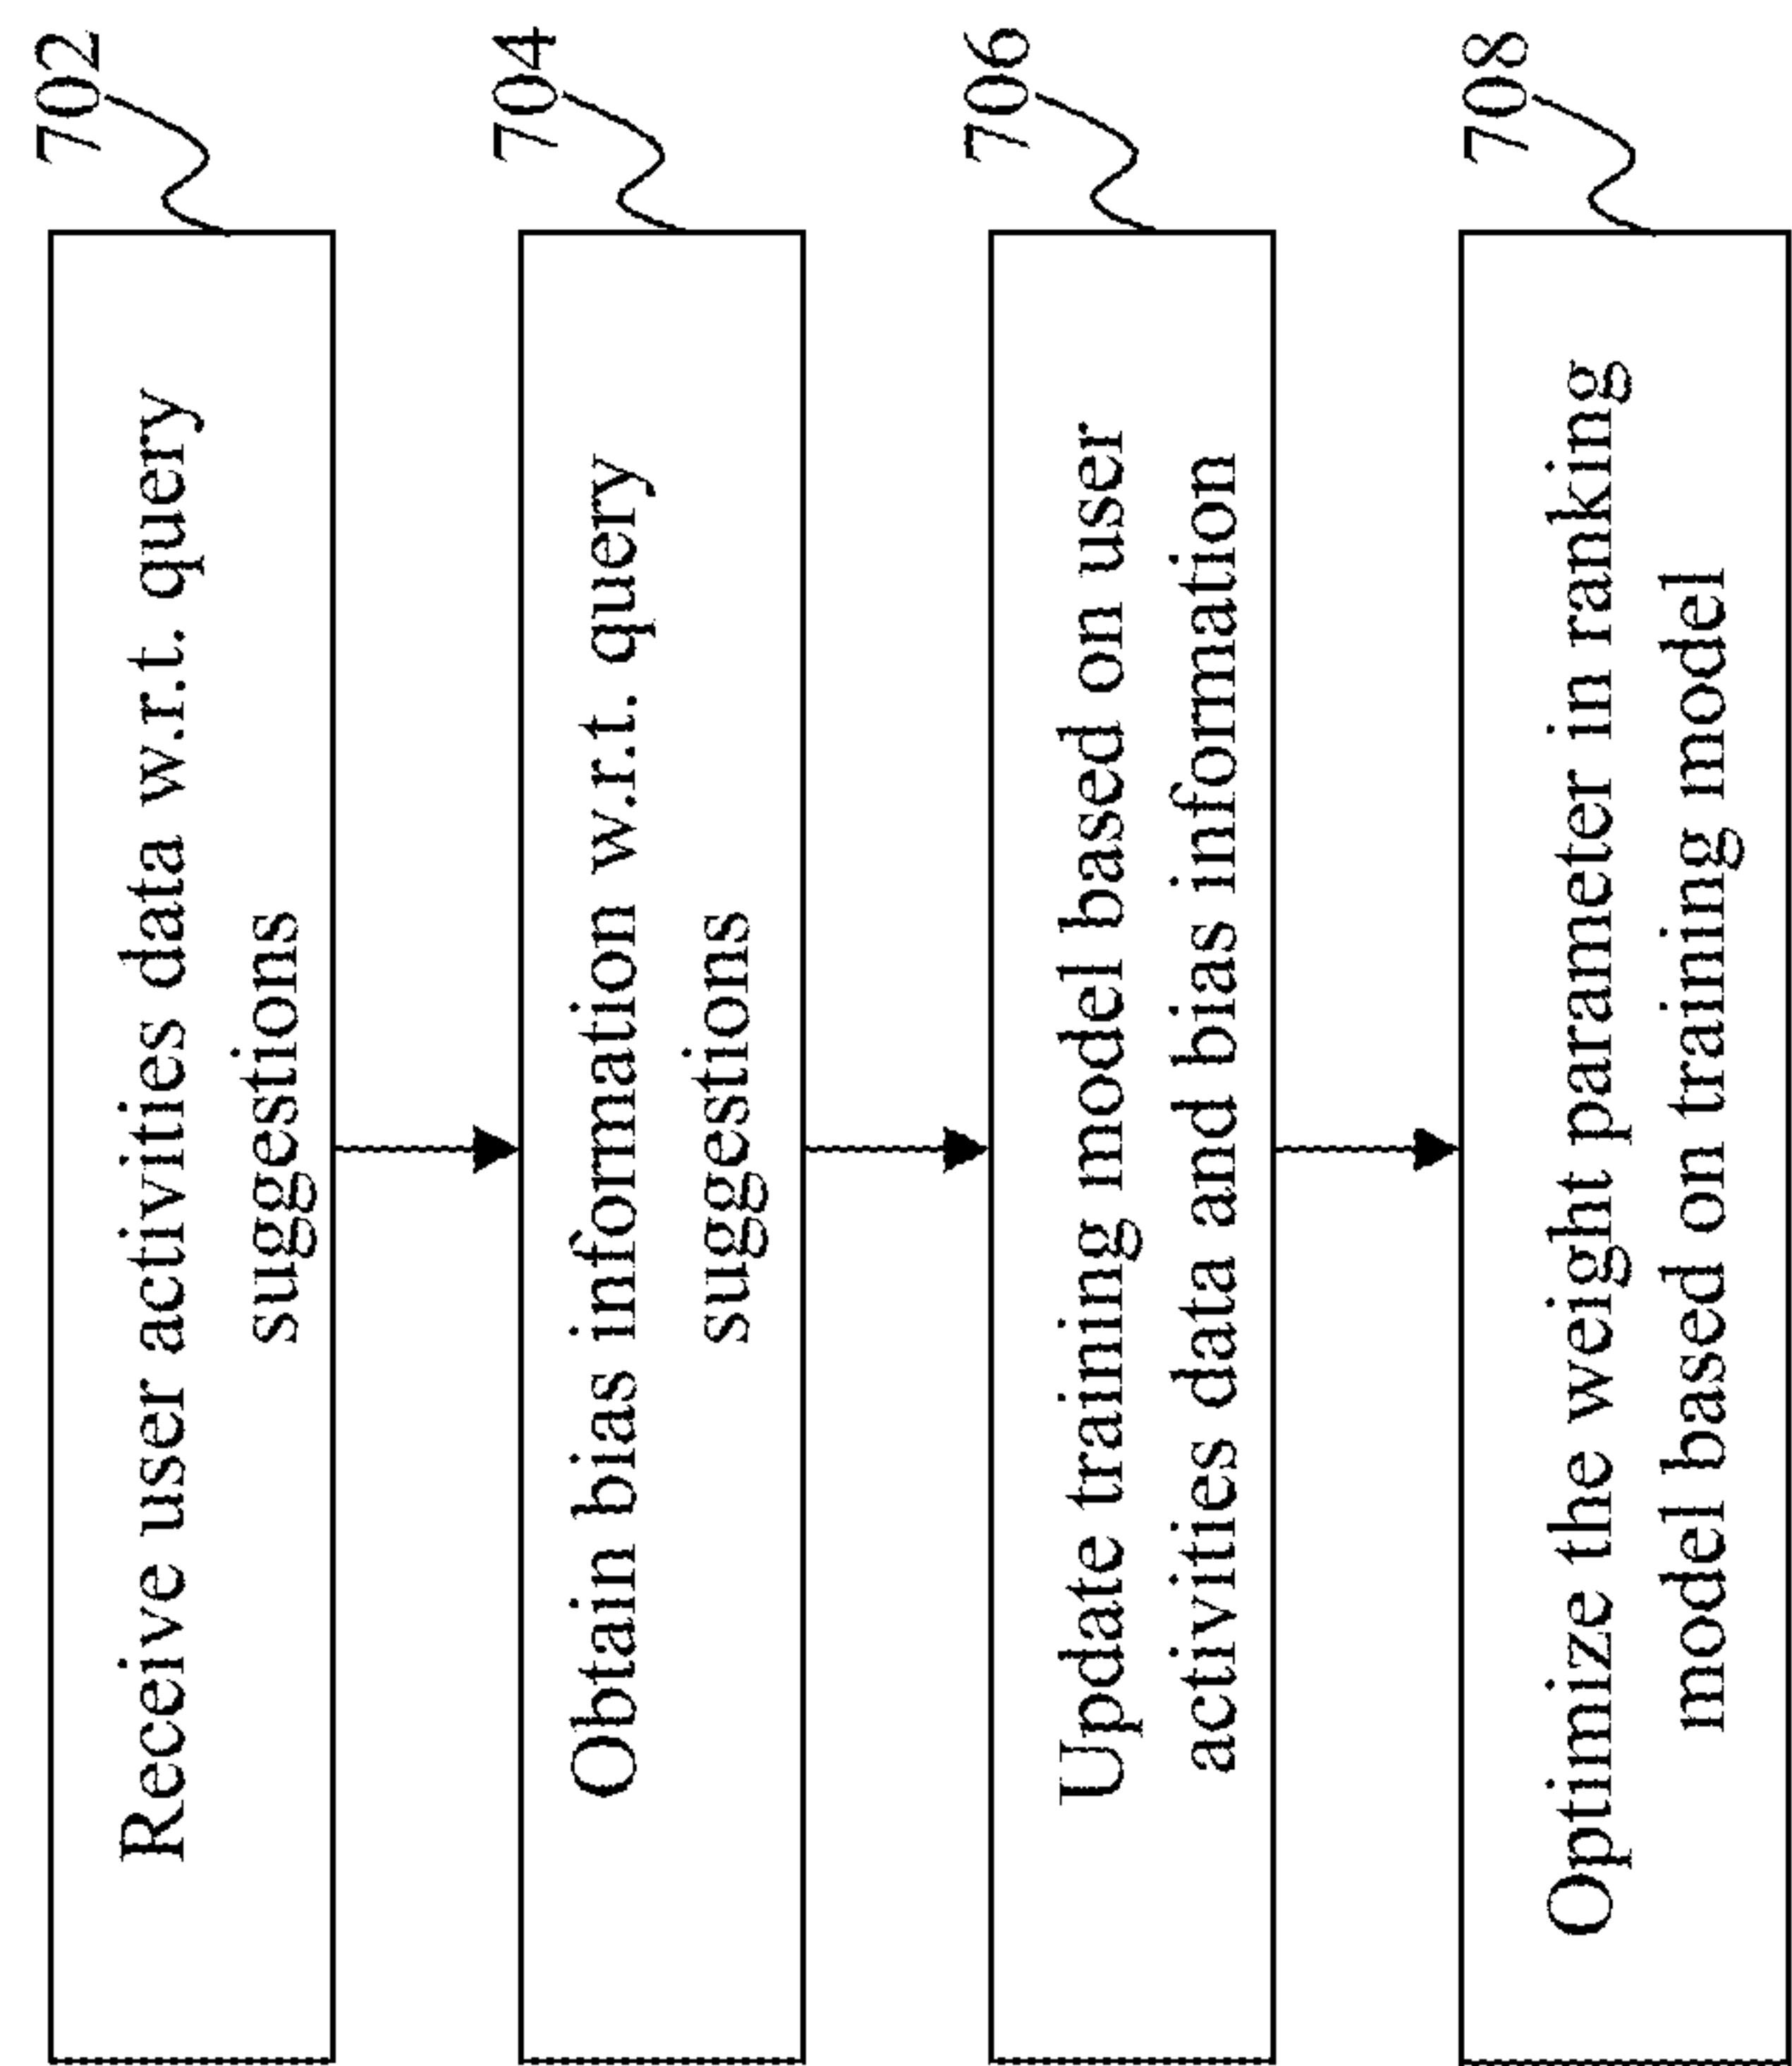 702
Receive user activities data w.r.t. query
suggestions
704
Obtain bias information w.r.t. query
suggestions
706
Update training model based on user
activities data and bias information
708
Optimize the weight parameter in ranking
model based on training model